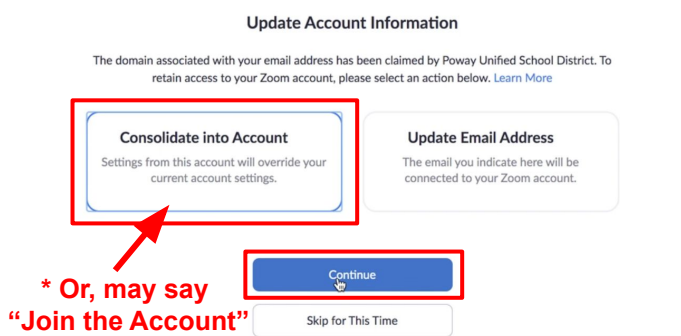 Update Account Information
The domain associated with your email address has been claimed by Poway Unified School District. To
retain access to your Zoom account, please select an action below. Learn More
Consolidate into Account
Settings from this account will override your
current account settings.
Update Email Address
The email you indicate here will be
connected to your Zoom account.
* Or, may say
“Join the Account”
Continue
Skip for This Time